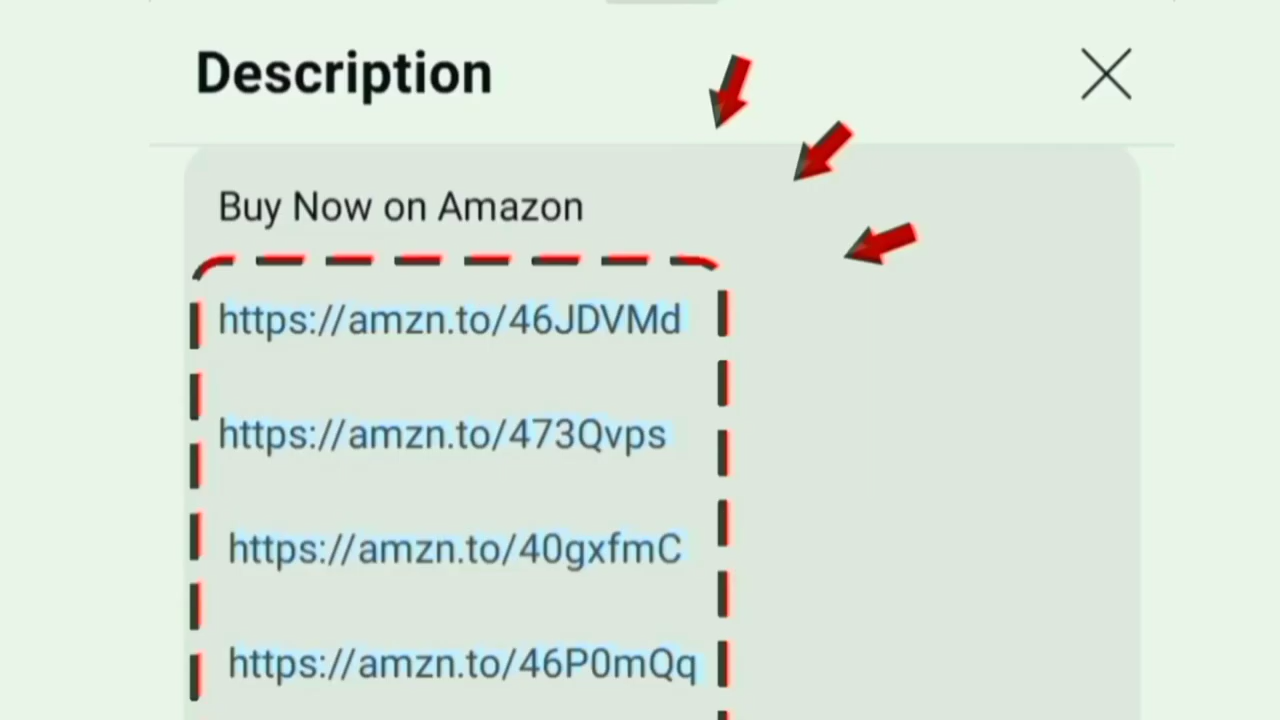 Description
Buy Now on Amazon
https://amzn.to/46JDVMd
https://amzn.to/473Qvps
https://amzn.to/40gxfmC
https://amzn.to/46P0mQq